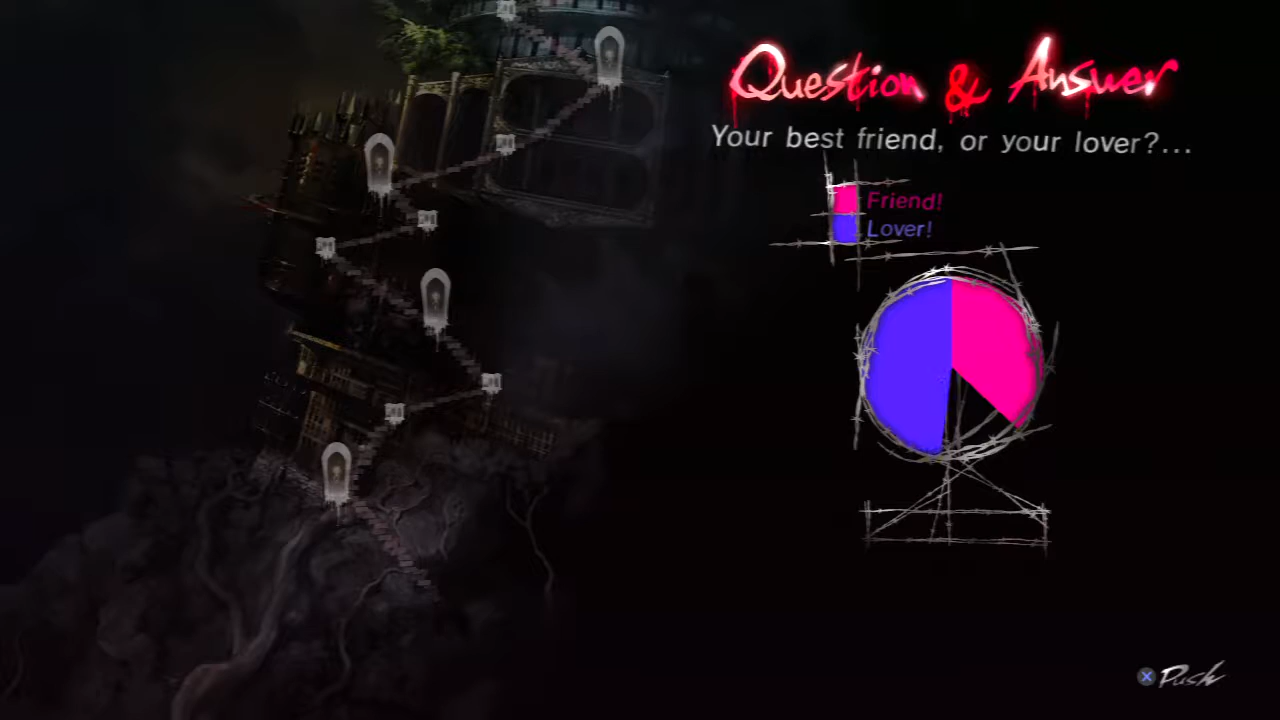 Question & Answer
Your best friend, or your lover?...
Friend!
Lover!
Push